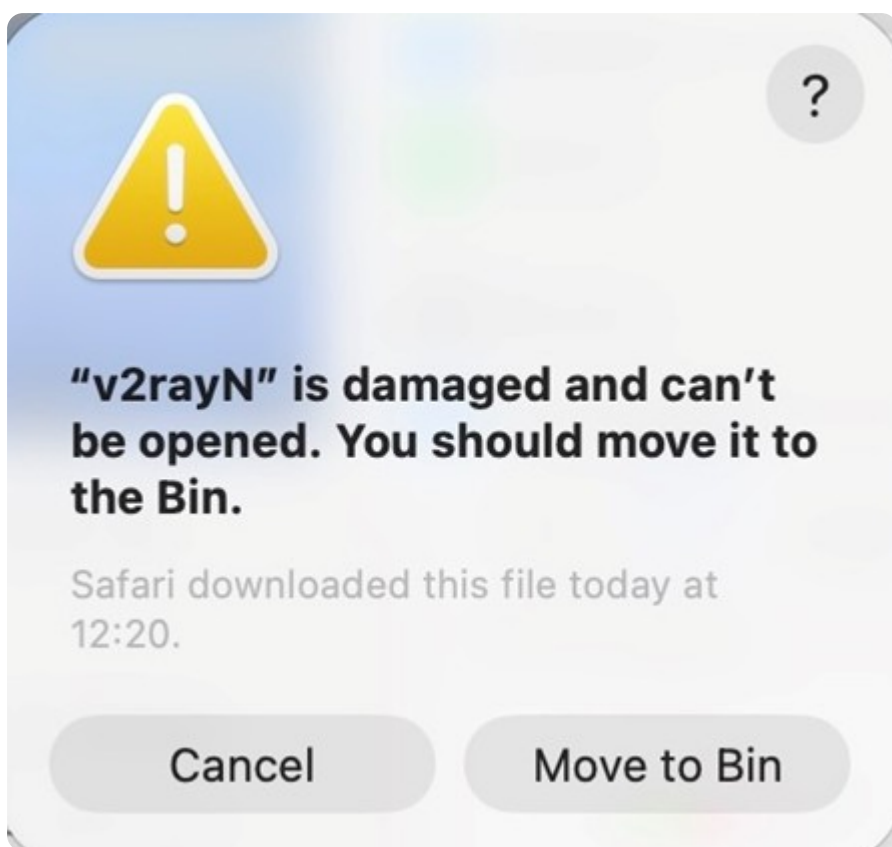 ?
“v2rayN” is damaged and can’t
be opened. You should move it to
the Bin.
Safari downloaded this file today at
12:20.
Cancel
Move to Bin